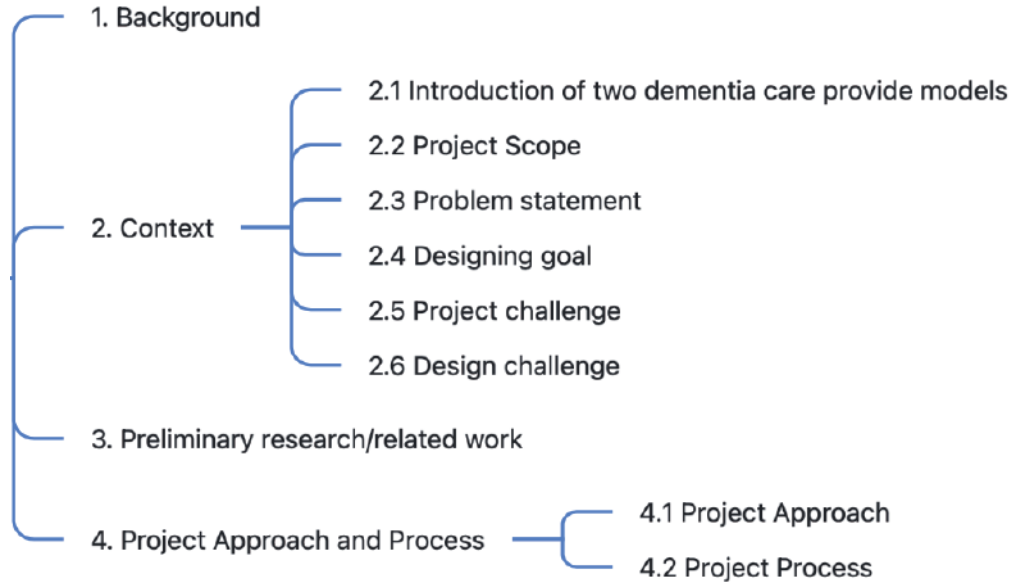 1. Background
2. Context
2.1 Introduction of two dementia care provide models
2.2 Project Scope
2.3 Problem statement
2.4 Designing goal
2.5 Project challenge
2.6 Design challenge
3. Preliminary research/related work
4. Project Approach and Process
4.1 Project Approach
4.2 Project Process